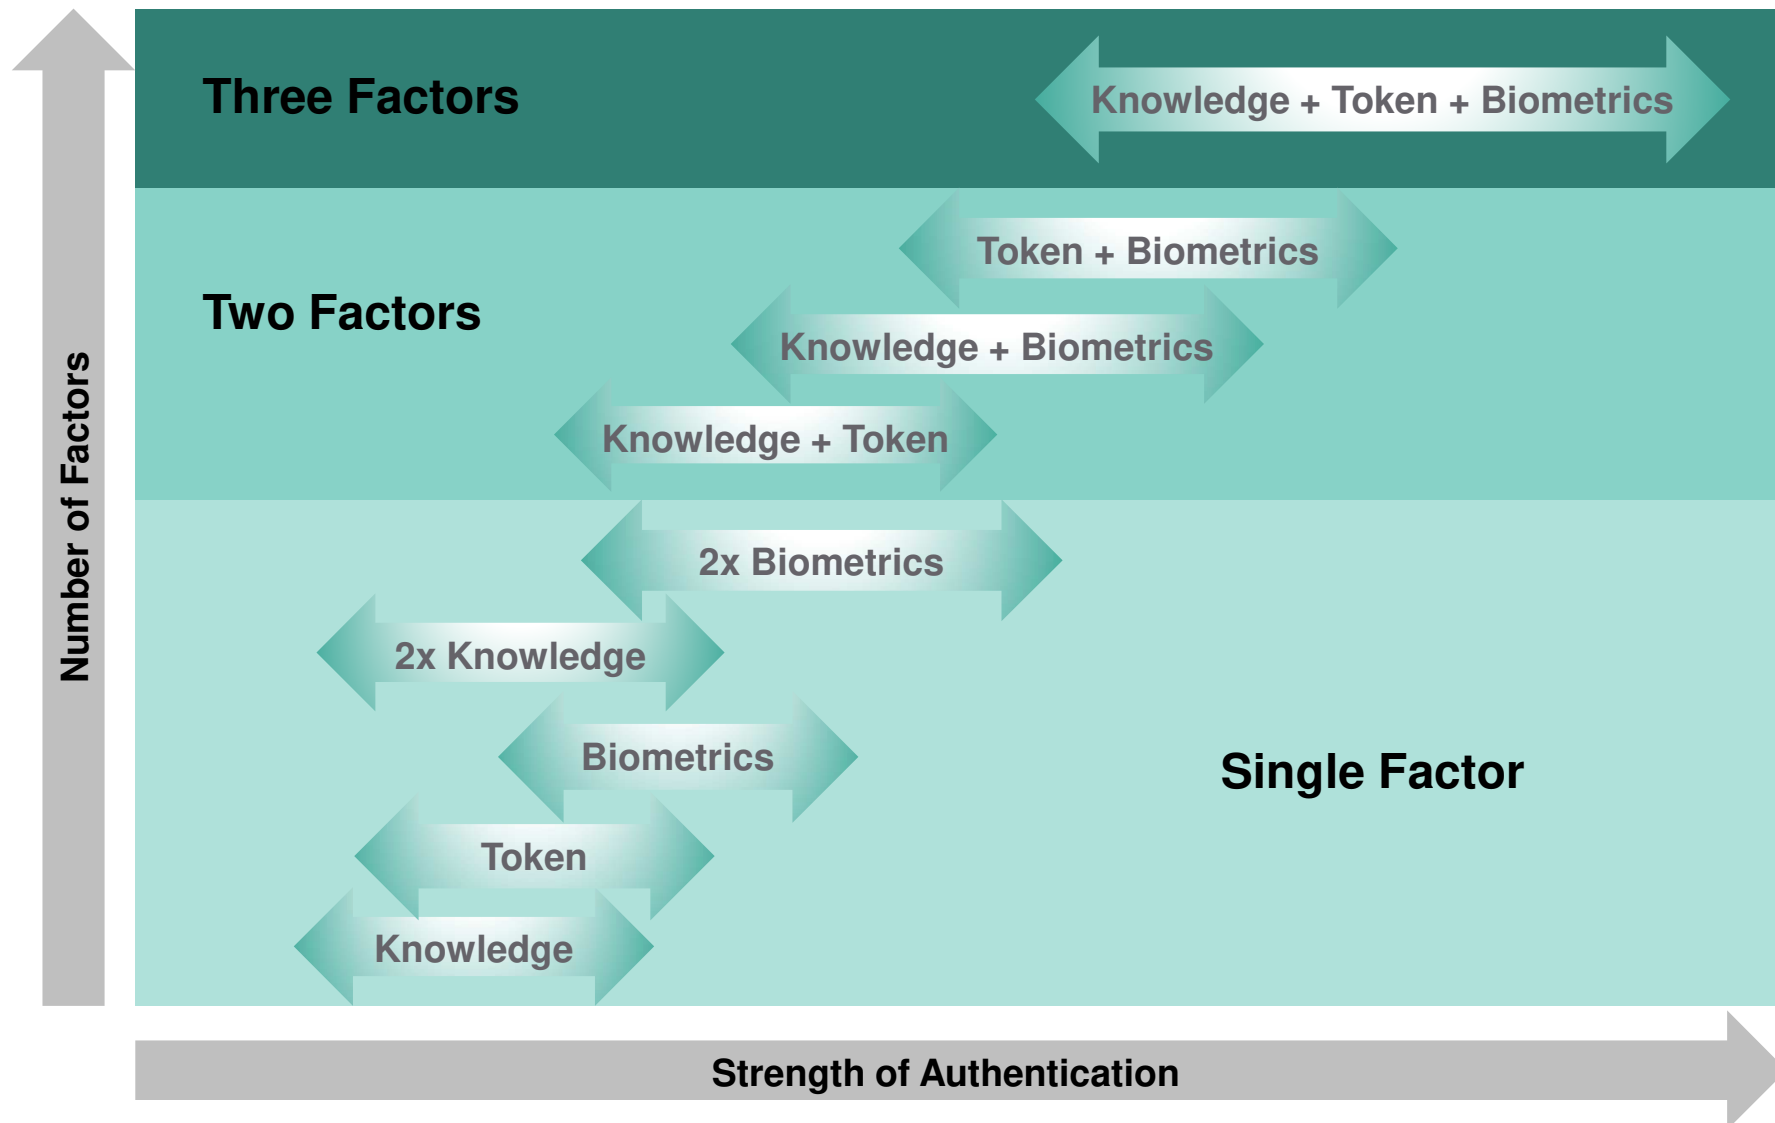 Three Factors
Knowledge + Token + Biometrics
Token + Biometrics
Two Factors
Knowledge + Biometrics
Knowledge + Token
Number of Factors
2x Biometrics
2x Knowledge
Biometrics
Single Factor
Token
Knowledge
Strength of Authentication